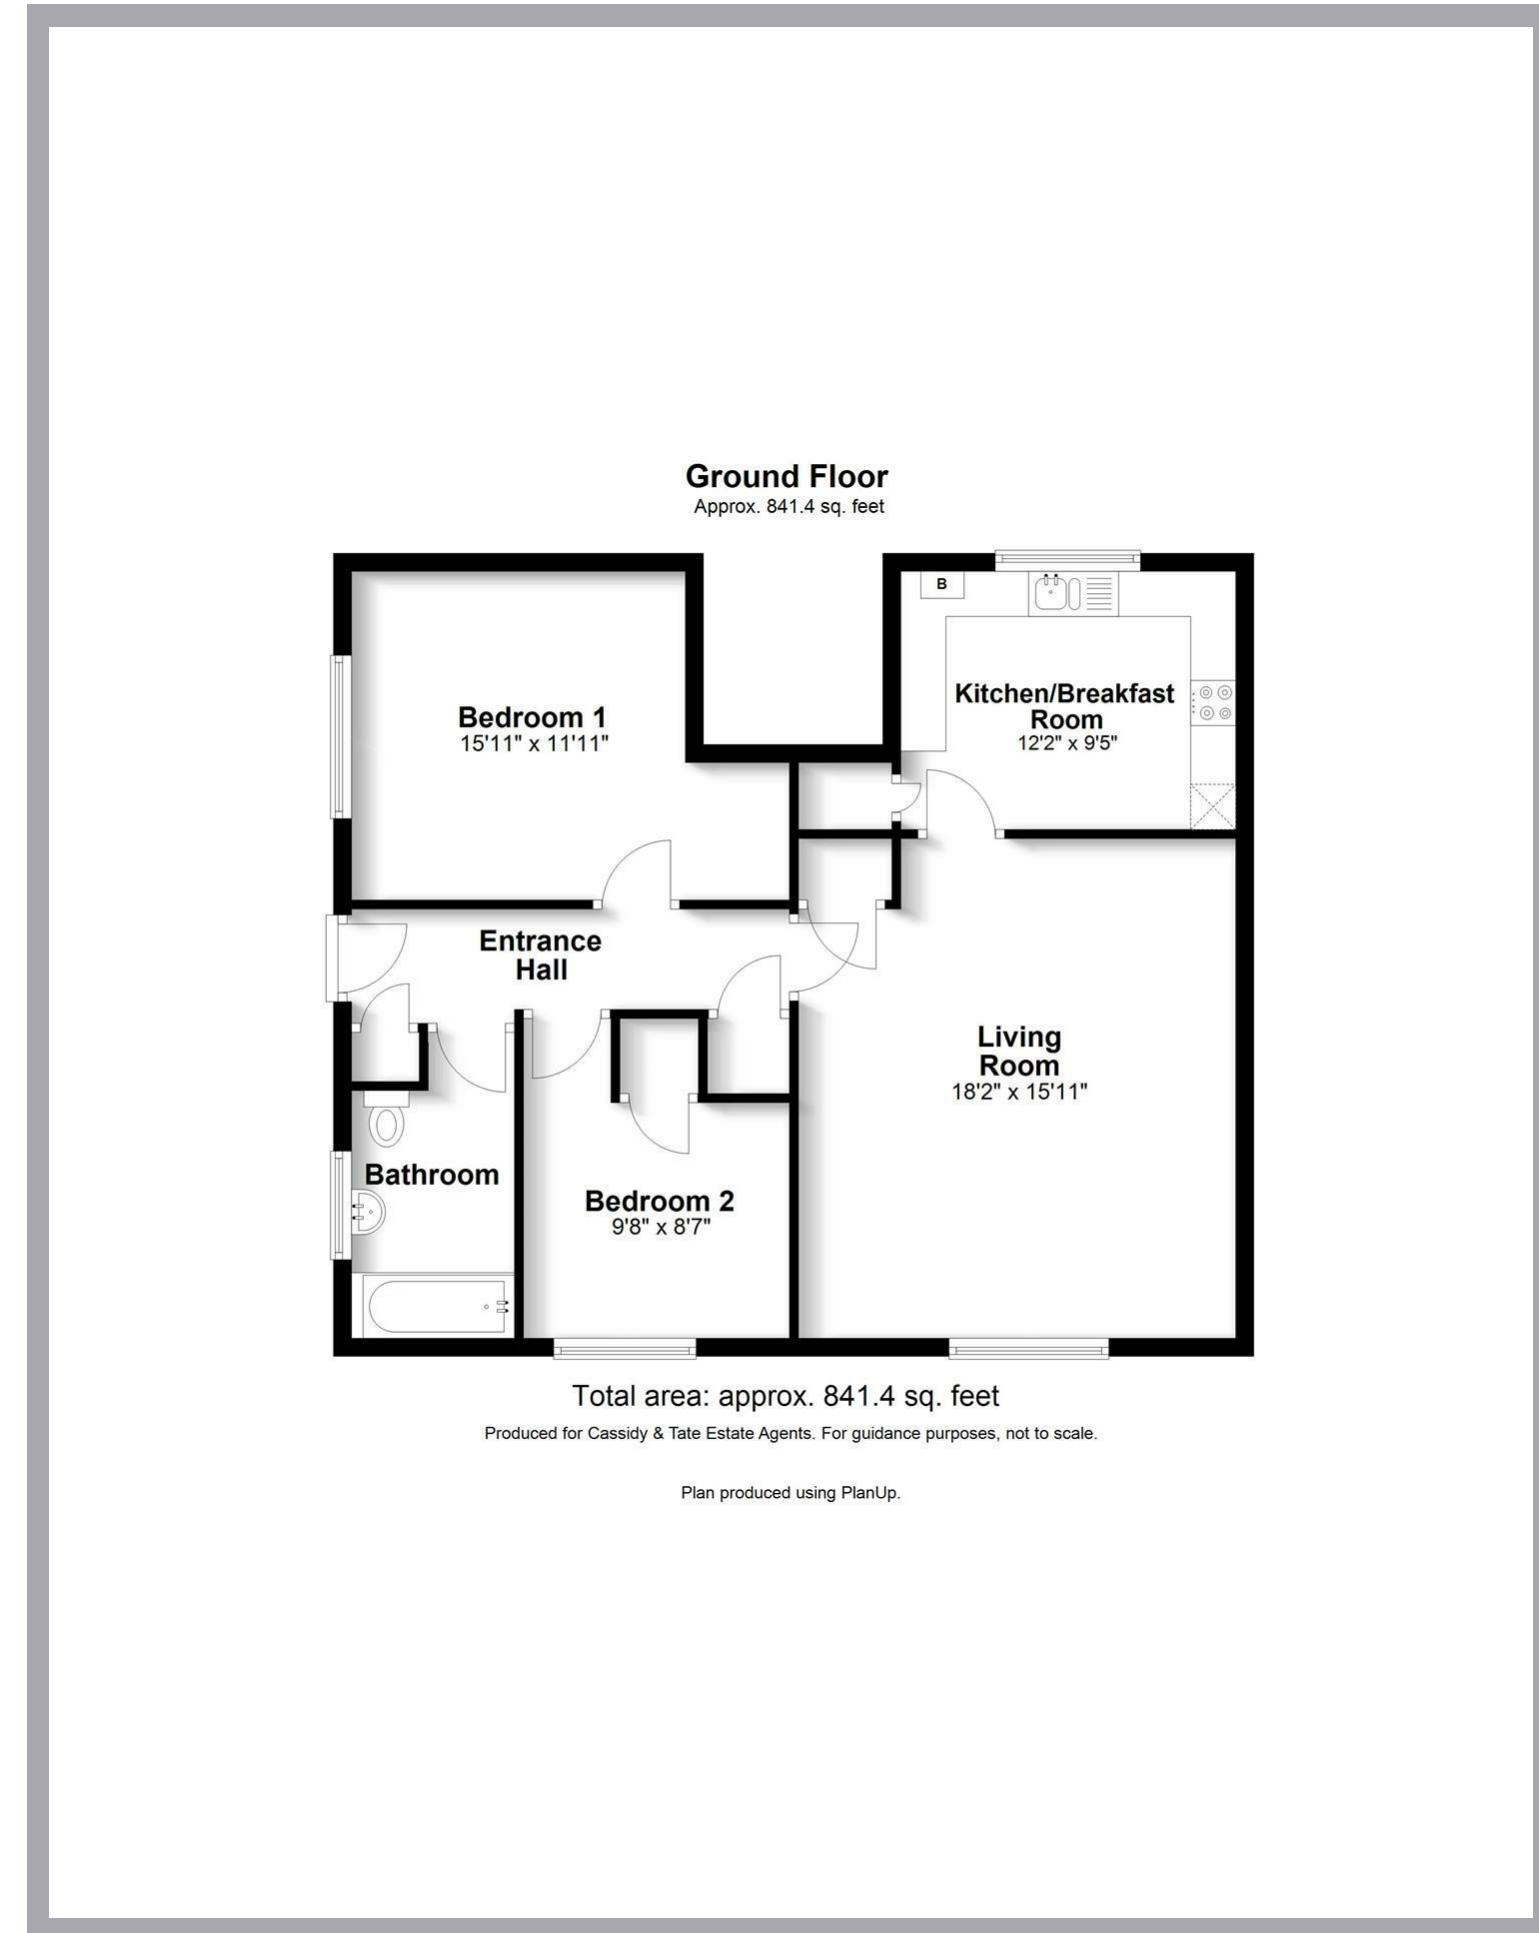 Ground Floor
Approx. 841.4 sq. feet
B
Kitchen/Breakfast
Room
12'2" x 9'5"
Bedroom 1
15'11" x 11'11"
Entrance
Hall
Living
Room
18'2" x 15'11"
Bathroom
Bedroom 2
9'8" x 8'7"
Total area: approx. 841.4 sq. feet
Produced for Cassidy & Tate Estate Agents. For guidance purposes, not to scale.
Plan produced using PlanUp.